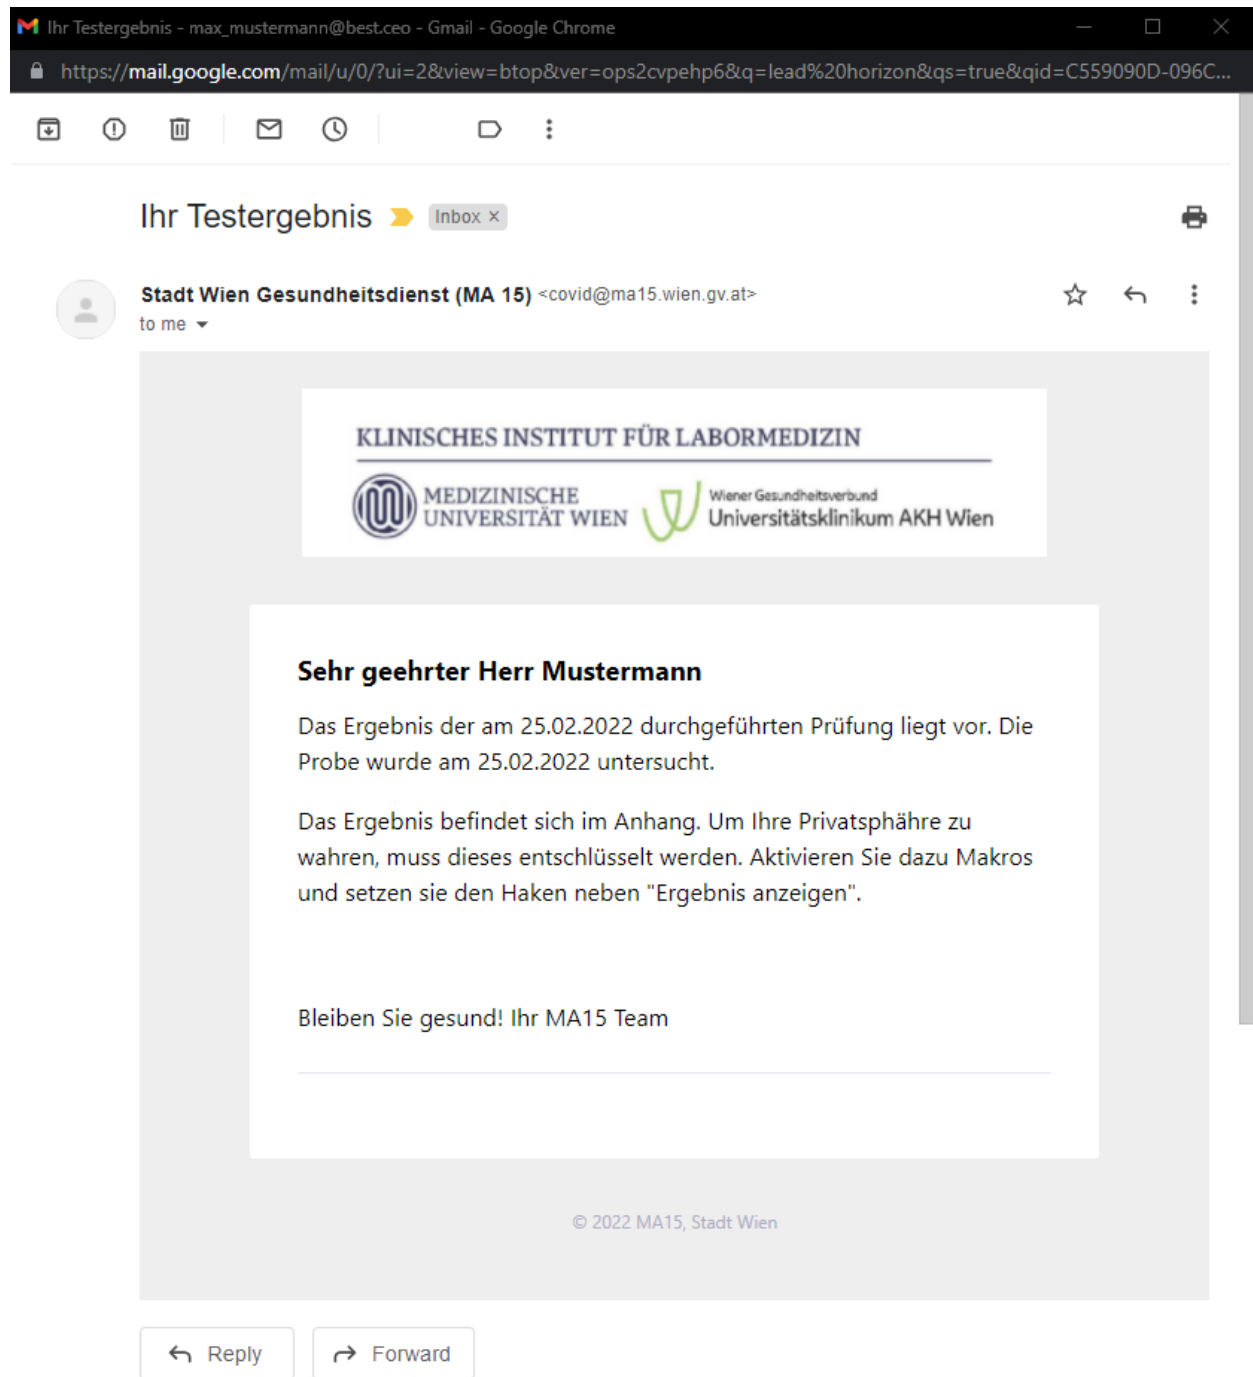 Ihr Testergebnis - max_mustermann@best.ceo - Gmail - Google Chrome
https://mail.google.com/mail/u/0/?ui=2&view=btop&ver=ops2cvpehp6&q=lead%20horizon&qs=true&qid=C559090D-096C...
Ihr Testergebnis Inbox ×
Stadt Wien Gesundheitsdienst (MA 15) <covid@ma15.wien.gv.at>
to me
KLINISCHES INSTITUT FÜR LABORMEDIZIN
MEDIZINISCHE
UNIVERSITÄT WIEN
Wiener Gesundheitsverbund
Universitätsklinikum AKH Wien
Sehr geehrter Herr Mustermann
Das Ergebnis der am 25.02.2022 durchgeführten Prüfung liegt vor. Die
Probe wurde am 25.02.2022 untersucht.
Das Ergebnis befindet sich im Anhang. Um Ihre Privatsphähre zu
wahren, muss dieses entschlüsselt werden. Aktivieren Sie dazu Makros
und setzen sie den Haken neben "Ergebnis anzeigen".
Bleiben Sie gesund! Ihr MA15 Team
© 2022 MA15, Stadt Wien
Reply
Forward